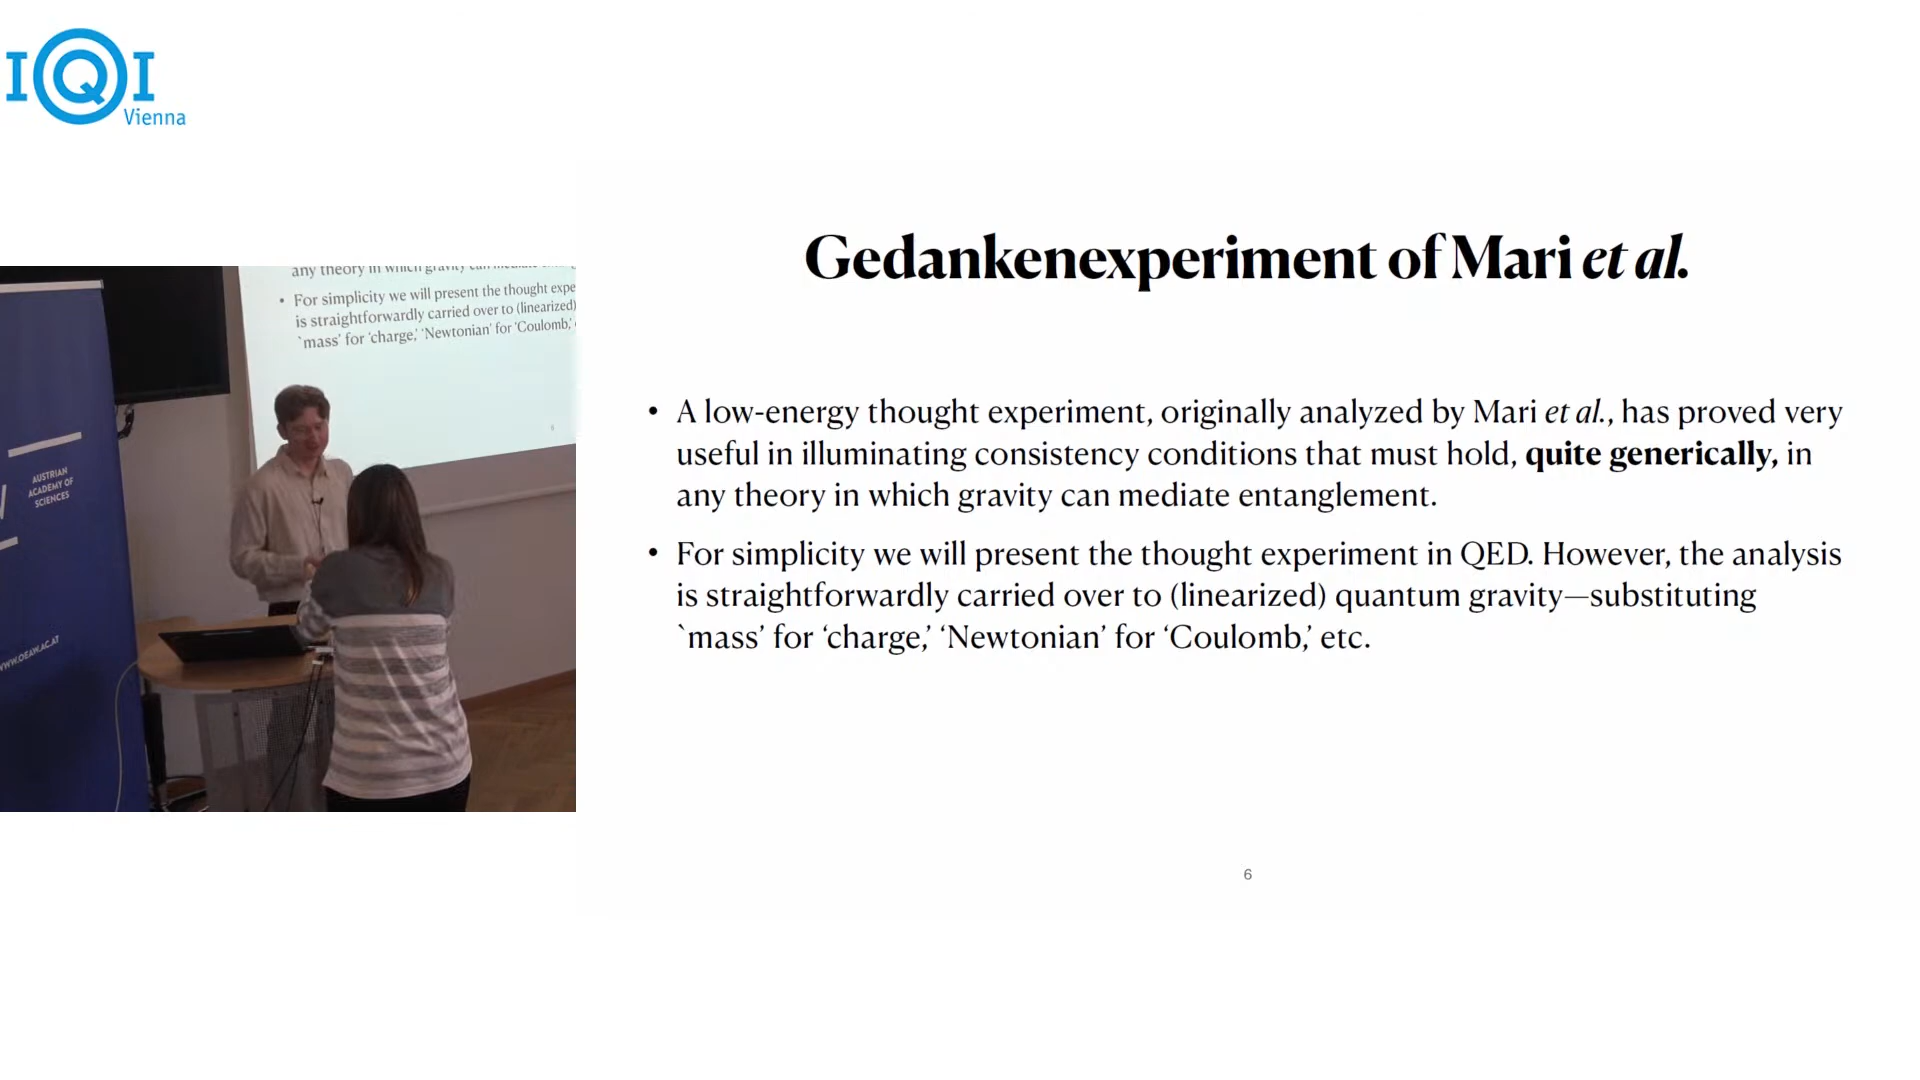 IQI
Vienna
Gedankenexperiment of Mari et al.
• A low-energy thought experiment, originally analyzed by Mari et al., has proved very
useful in illuminating consistency conditions that must hold, quite generically, in
any theory in which gravity can mediate entanglement.
• For simplicity we will present the thought experiment in QED. However, the analysis
is straightforwardly carried over to (linearized) quantum gravity—substituting
`mass’ for ‘charge,’ ‘Newtonian’ for ‘Coulomb,’ etc.
6
any theory in which gravity can mediate
• For simplicity we will present the thought expe
is straightforwardly carried over to (linearized)
`mass’ for ‘charge,’ ‘Newtonian’ for ‘Coulomb,’
AUSTRIAN
ACADEMY OF
SCIENCES
WWW.OEAW.AC.AT